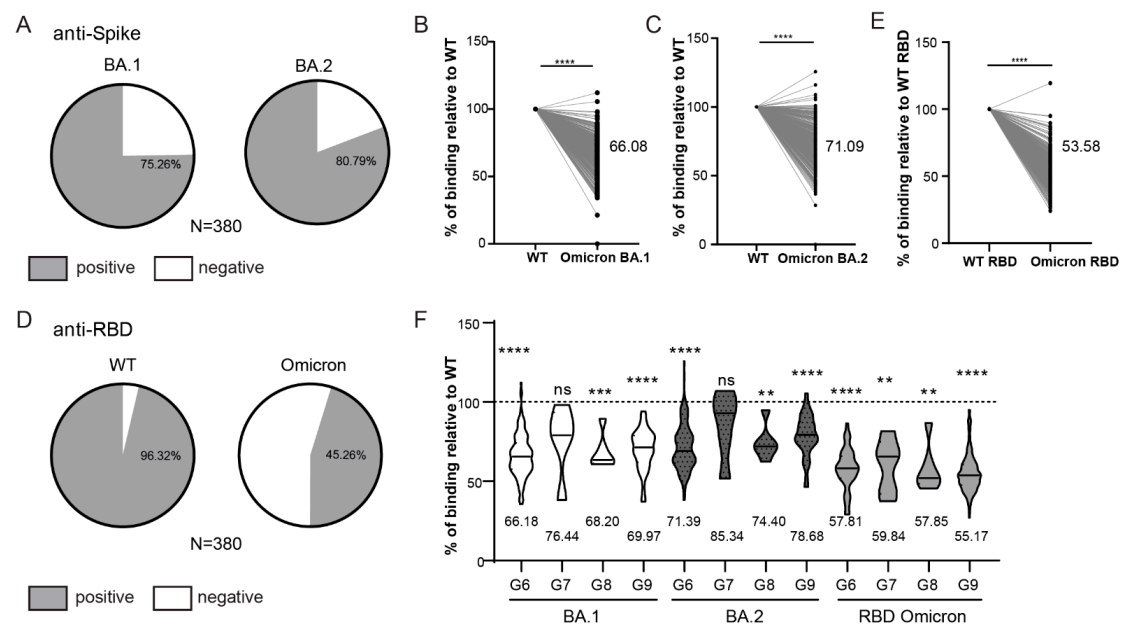 A
anti-Spike
BA.1
BA.2
75.26%
80.79%
N=380
positive
negative
B
% of binding relative to WT
150
100
50
0
****
66.08
WT
Omicron BA.1
C
% of binding relative to WT
150
100
50
0
****
71.09
WT
Omicron BA.2
E
% of binding relative to WT RBD
150
100
50
0
****
53.58
WT RBD
Omicron RBD
D
anti-RBD
WT
Omicron
96.32%
45.26%
N=380
positive
negative
F
% of binding relative to WT
150
100
50
0
**** ns *** **** **** ns ** **** **** ** ** ****
66.18 76.44 68.20 69.97 71.39 85.34 74.40 78.68 57.81 59.84 57.85 55.17
G6 G7 G8 G9 G6 G7 G8 G9 G6 G7 G8 G9
BA.1 BA.2 RBD Omicron